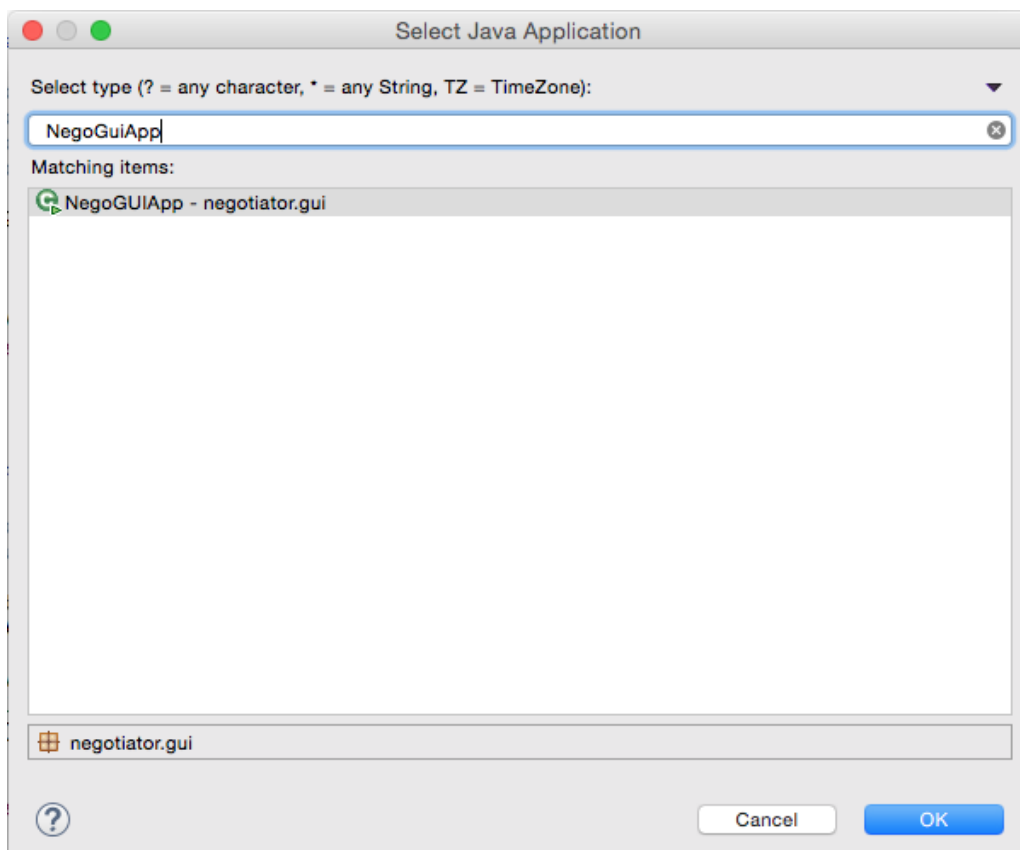 Select Java Application
Select type (? = any character, * = any String, TZ = TimeZone):
NegoGuiApp
Matching items:
NegoGUIApp - negotiator.gui
negotiator.gui
Cancel OK